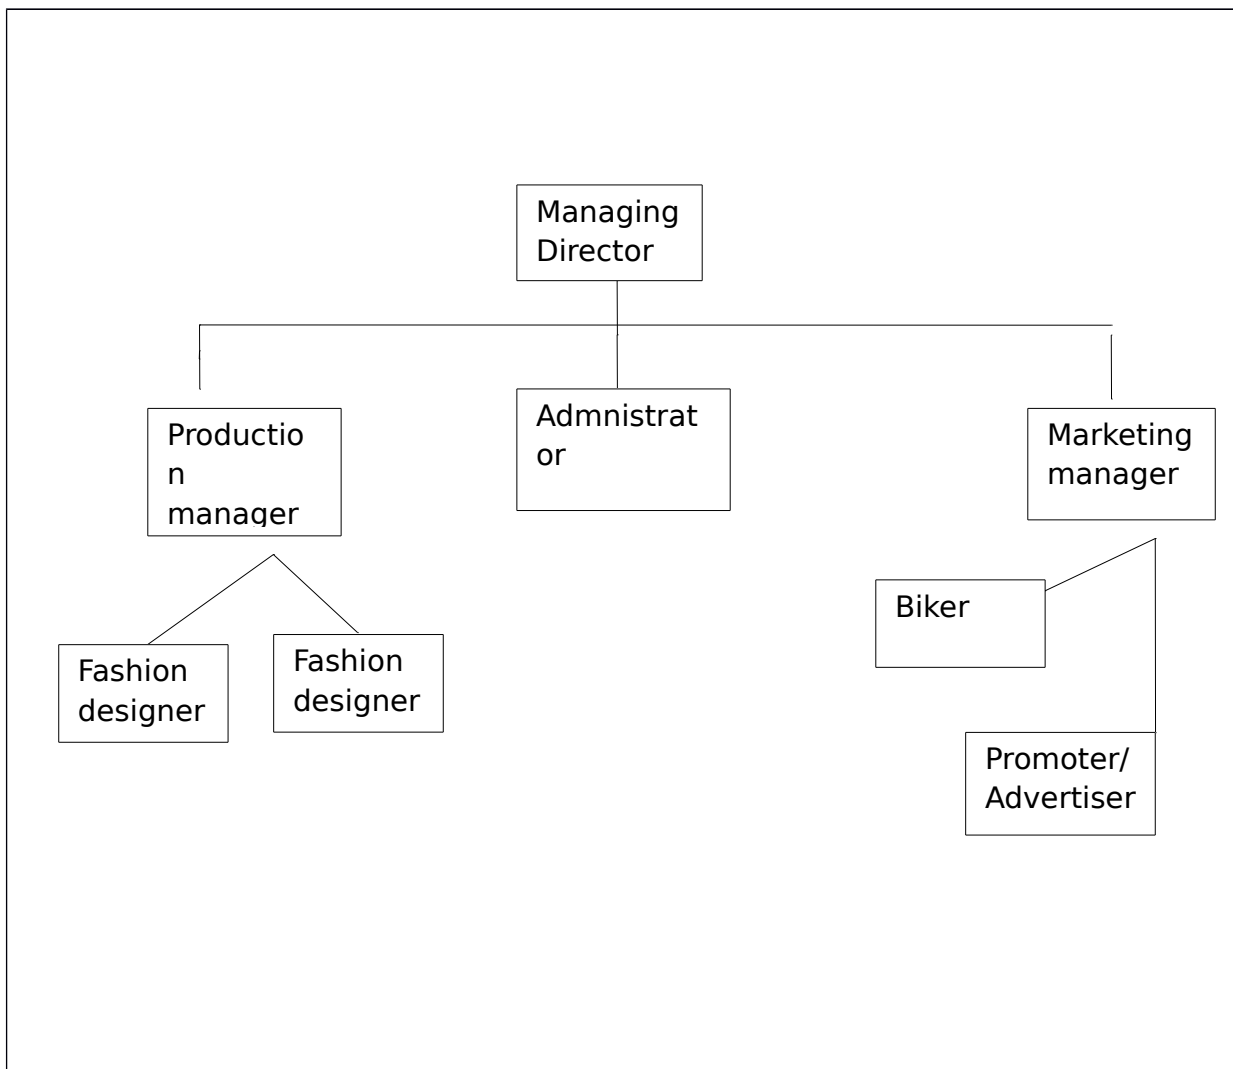 Managing
Director
Productio
n
manager
Admnistrat
or
Marketing
manager
Fashion
designer
Fashion
designer
Biker
Promoter/
Advertiser